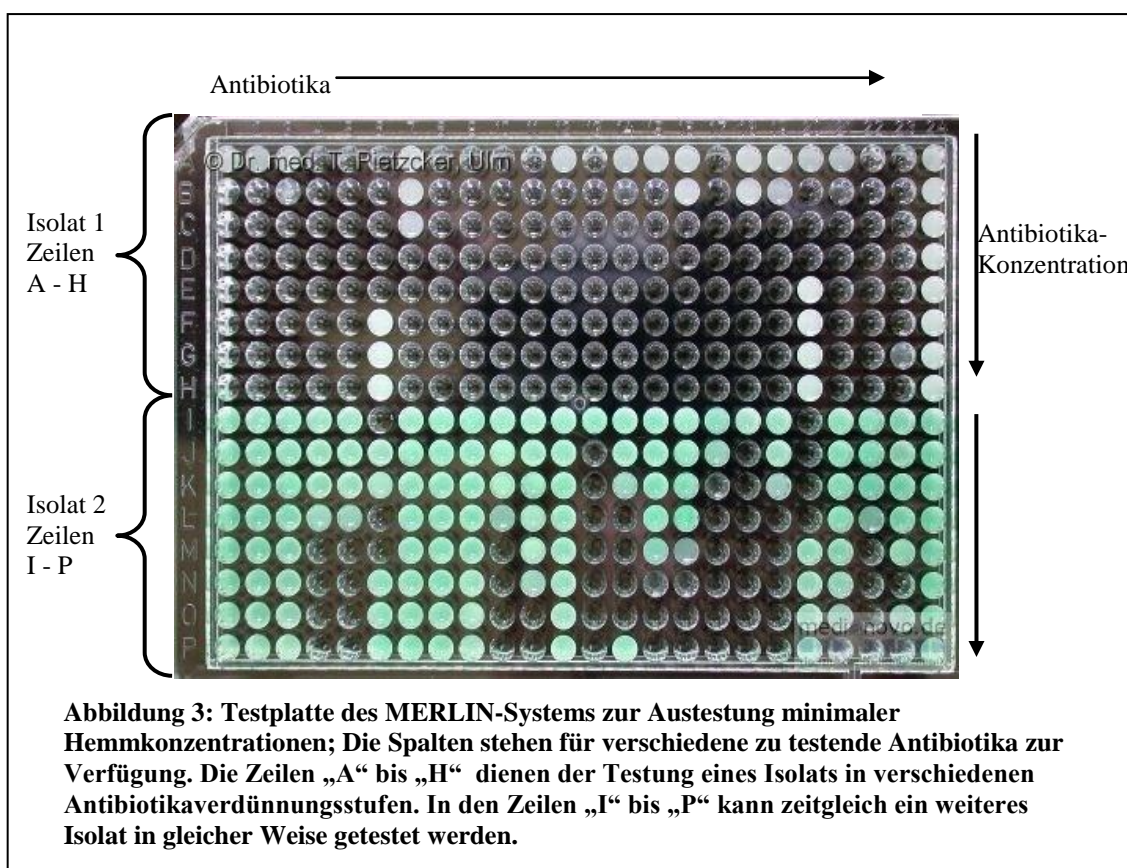 Antibiotika
© Dr. med. T. Rietzcker, Ulm
Isolat 1
Zeilen
A - H
Antibiotika-
Konzentration
B
C
D
E
F
G
H
I
J
K
L
M
N
O
P
Isolat 2
Zeilen
I - P
medi-novo.de
Abbildung 3: Testplatte des MERLIN-Systems zur Austestung minimaler
Hemmkonzentrationen; Die Spalten stehen für verschiedene zu testende Antibiotika zur
Verfügung. Die Zeilen „A“ bis „H“ dienen der Testung eines Isolats in verschiedenen
Antibiotikaverdünnungsstufen. In den Zeilen „I“ bis „P“ kann zeitgleich ein weiteres
Isolat in gleicher Weise getestet werden.